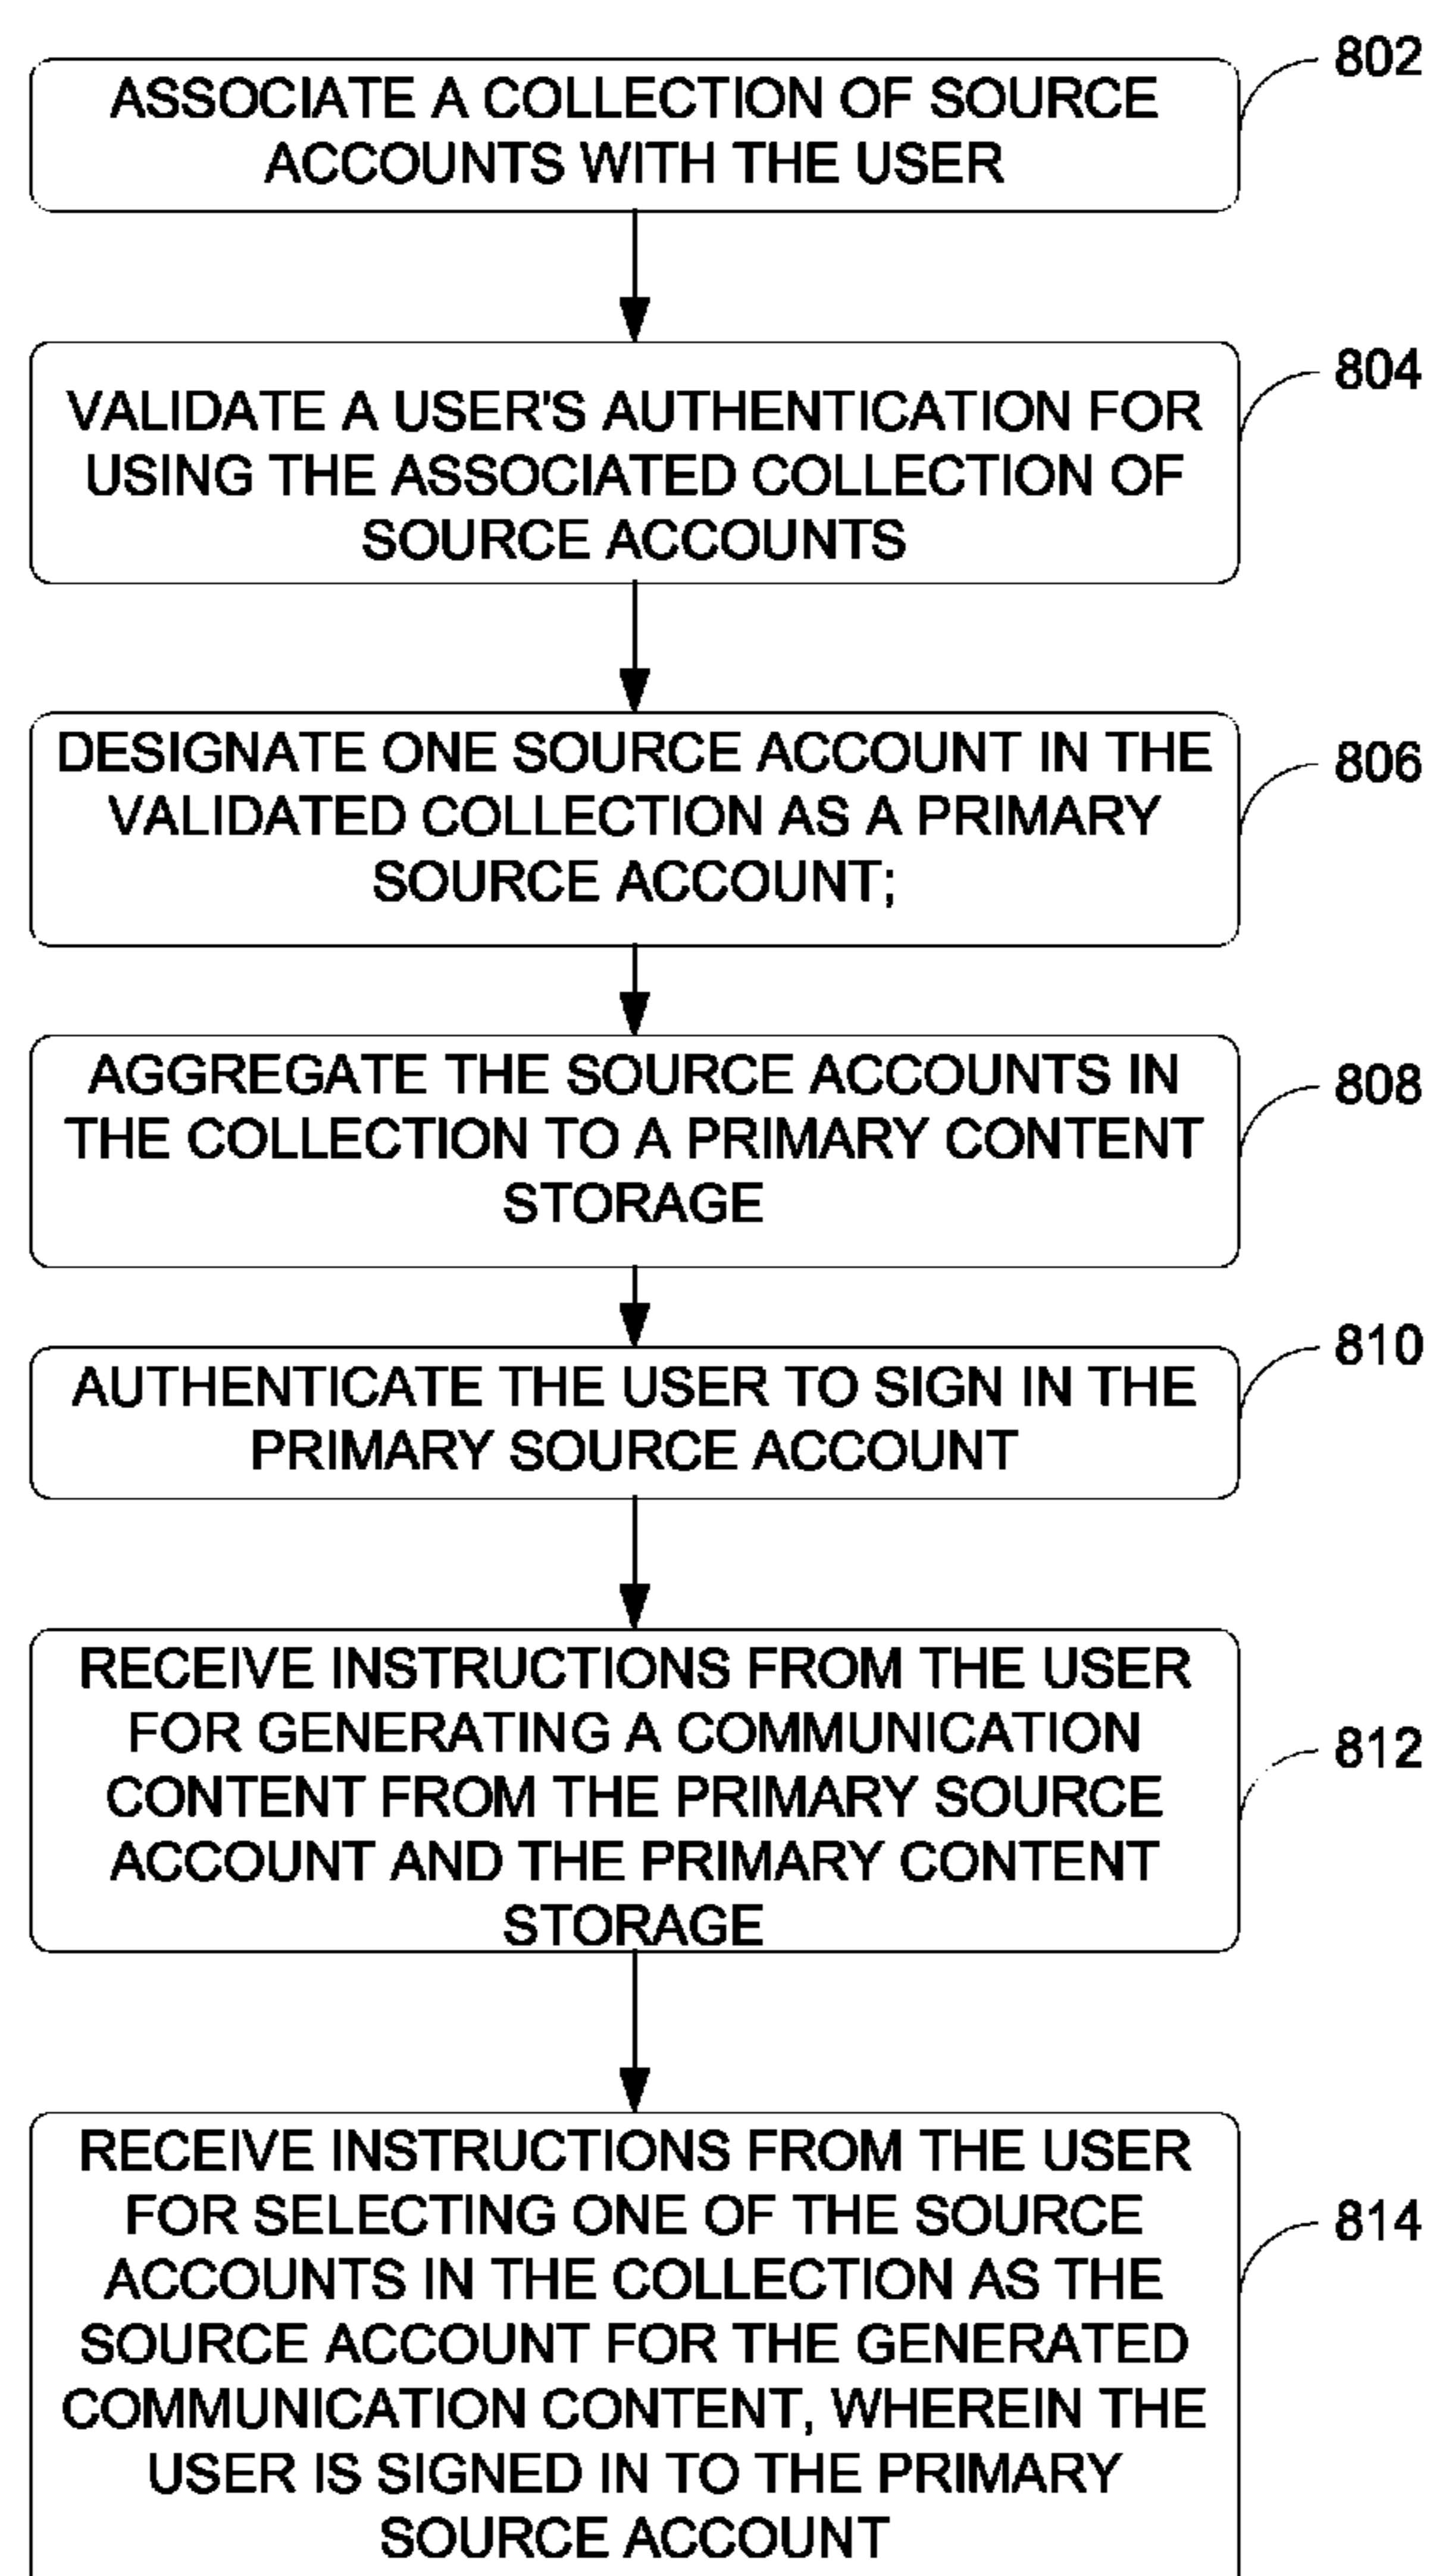 802
ASSOCIATE A COLLECTION OF SOURCE
ACCOUNTS WITH THE USER
804
VALIDATE A USER'S AUTHENTICATION FOR
USING THE ASSOCIATED COLLECTION OF
SOURCE ACCOUNTS
806
DESIGNATE ONE SOURCE ACCOUNT IN THE
VALIDATED COLLECTION AS A PRIMARY
SOURCE ACCOUNT;
808
AGGREGATE THE SOURCE ACCOUNTS IN
THE COLLECTION TO A PRIMARY CONTENT
STORAGE
810
AUTHENTICATE THE USER TO SIGN IN THE
PRIMARY SOURCE ACCOUNT
812
RECEIVE INSTRUCTIONS FROM THE USER
FOR GENERATING A COMMUNICATION
CONTENT FROM THE PRIMARY SOURCE
ACCOUNT AND THE PRIMARY CONTENT
STORAGE
814
RECEIVE INSTRUCTIONS FROM THE USER
FOR SELECTING ONE OF THE SOURCE
ACCOUNTS IN THE COLLECTION AS THE
SOURCE ACCOUNT FOR THE GENERATED
COMMUNICATION CONTENT, WHEREIN THE
USER IS SIGNED IN TO THE PRIMARY
SOURCE ACCOUNT